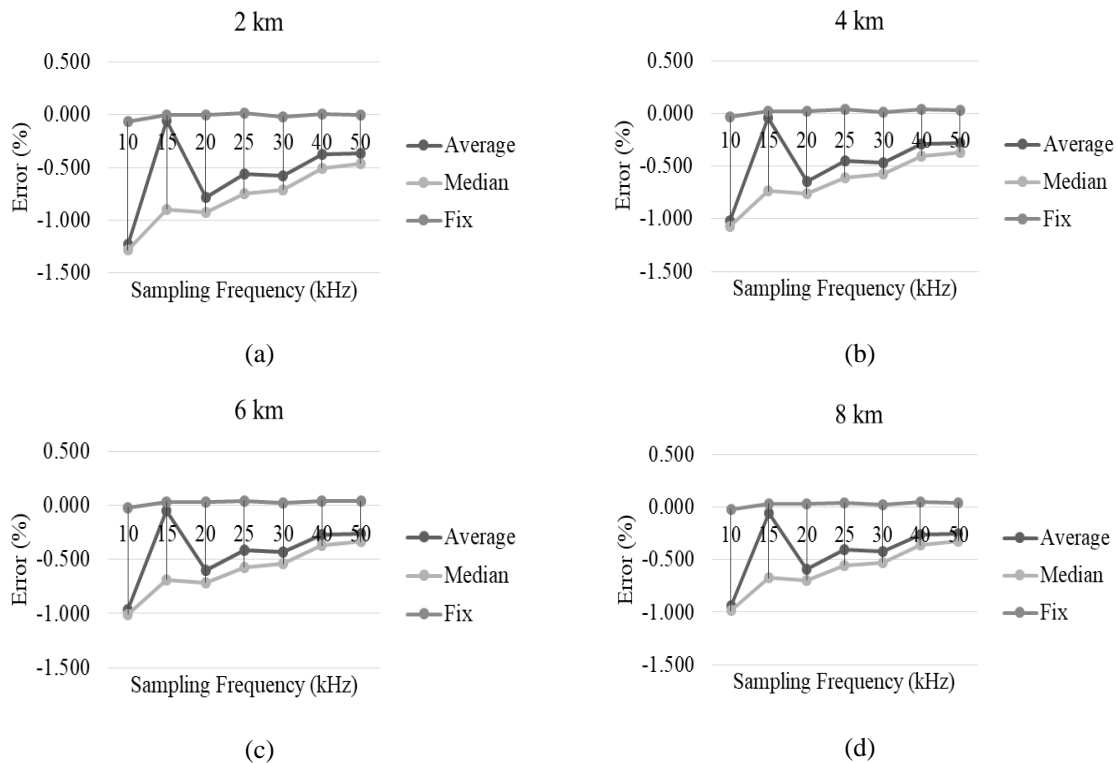 2 km
0.500
0.000
-0.500
-1.000
-1.500
Error (%)
10 15 20 25 30 40 50
Sampling Frequency (kHz)
Average
Median
Fix
(a)
4 km
0.500
0.000
-0.500
-1.000
-1.500
Error (%)
10 15 20 25 30 40 50
Sampling Frequency (kHz)
Average
Median
Fix
(b)
6 km
0.500
0.000
-0.500
-1.000
-1.500
Error (%)
10 15 20 25 30 40 50
Sampling Frequency (kHz)
Average
Median
Fix
(c)
8 km
0.500
0.000
-0.500
-1.000
-1.500
Error (%)
10 15 20 25 30 40 50
Sampling Frequency (kHz)
Average
Median
Fix
(d)